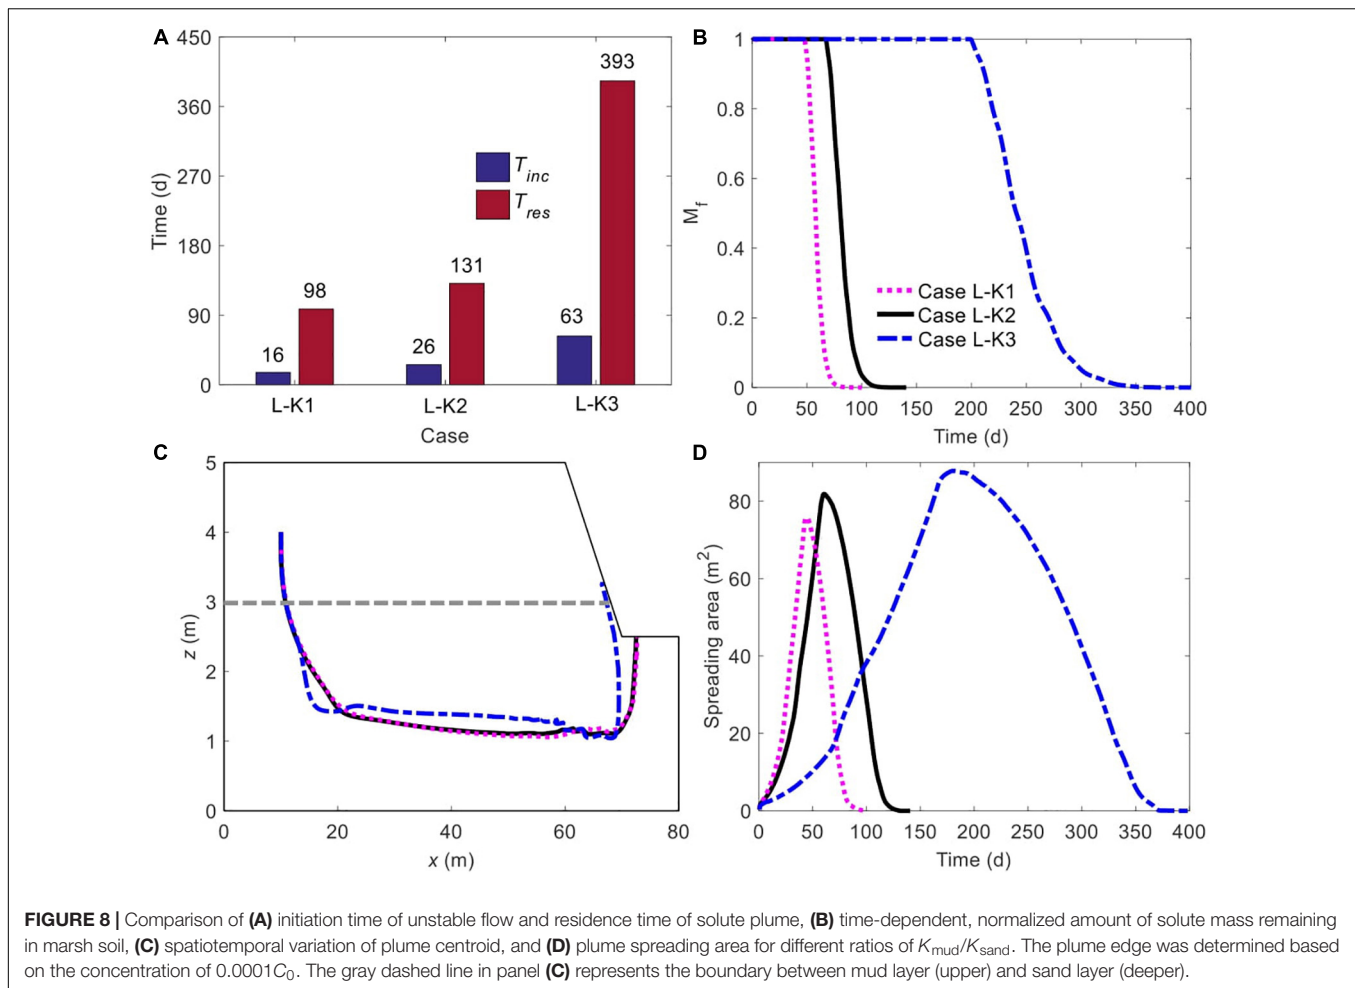 A
450
360
270
180
90
0
Time (d)
16
98
26
131
63
393
T_inc
T_res
L-K1
L-K2
L-K3
Case
B
1
0.8
0.6
0.4
0.2
0
M_f
Case L-K1
Case L-K2
Case L-K3
0 50 100 150 200 250 300 350 400
Time (d)
C
5
4
3
2
1
0
z (m)
0 20 40 60 80
x (m)
D
80
60
40
20
0
Spreading area (m²)
0 50 100 150 200 250 300 350 400
Time (d)
FIGURE 8 | Comparison of (A) initiation time of unstable flow and residence time of solute plume, (B) time-dependent, normalized amount of solute mass remaining
in marsh soil, (C) spatiotemporal variation of plume centroid, and (D) plume spreading area for different ratios of K_mud/K_sand. The plume edge was determined based
on the concentration of 0.0001C_0. The gray dashed line in panel (C) represents the boundary between mud layer (upper) and sand layer (deeper).